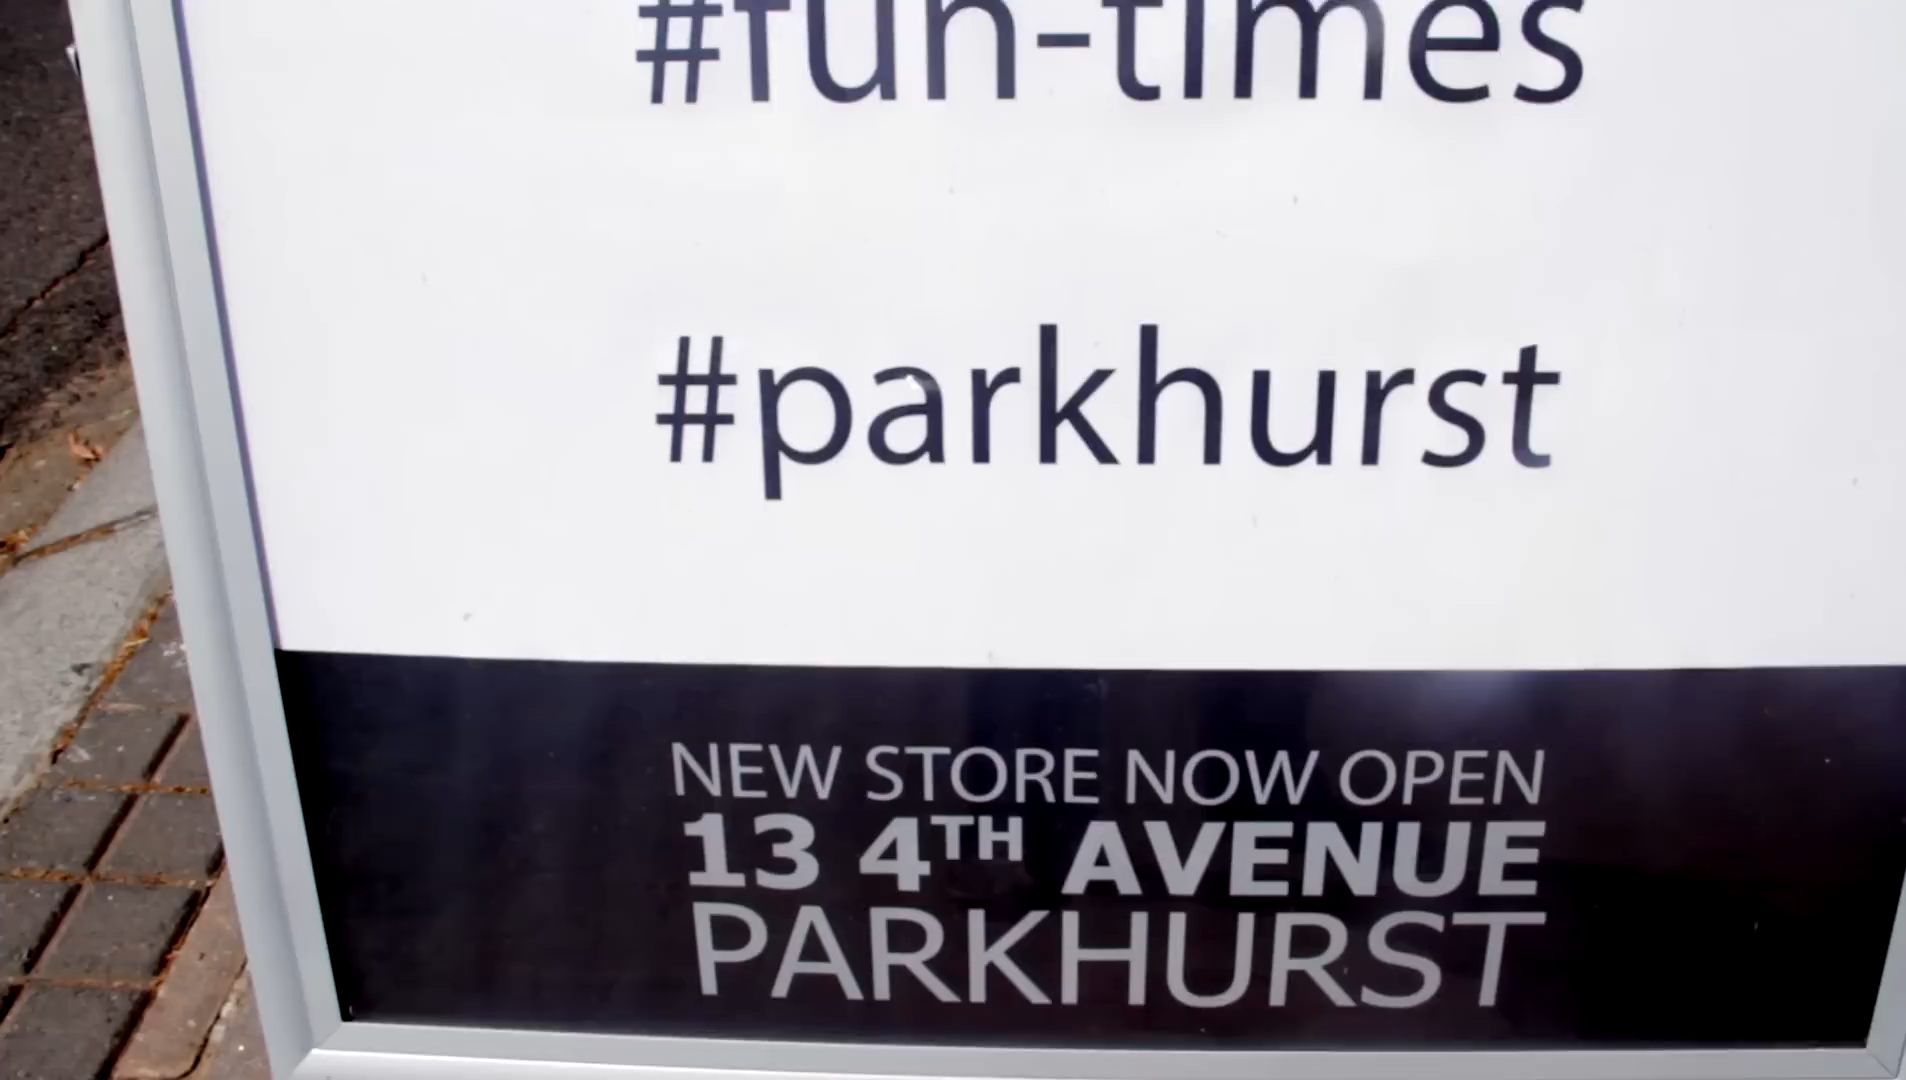 #fun-times
#parkhurst
NEW STORE NOW OPEN
13 4TH AVENUE
PARKHURST